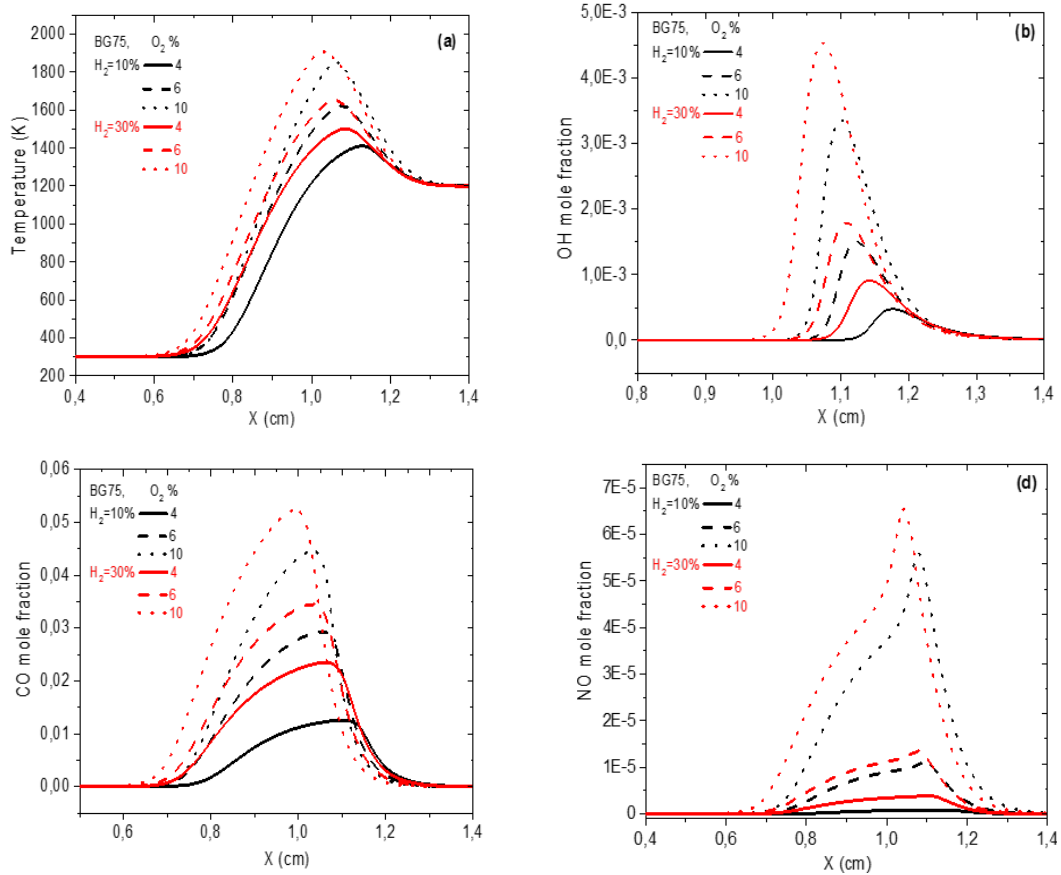 (a)
BG75, O2 %
H2=10% 4
6
10
H2=30% 4
6
10
Temperature (K)
2000
1900
1800
1600
1400
1200
1000
900
800
600
400
300
200
0,4 0,6 0,8 1,0 1,2 1,4
X (cm)
(b)
BG75, O2 %
H2=10% 4
6
10
H2=30% 4
6
10
OH mole fraction
5,0E-3
4,0E-3
3,0E-3
2,0E-3
1,0E-3
0,0
0,8 0,9 1,0 1,1 1,2 1,3 1,4
X (cm)
BG75, O2 %
H2=10% 4
6
10
H2=30% 4
6
10
CO mole fraction
0,06
0,05
0,04
0,03
0,02
0,01
0,00
0,6 0,8 1,0 1,2 1,4
X (cm)
(d)
BG75, O2 %
H2=10% 4
6
10
H2=30% 4
6
10
NO mole fraction
7E-5
6E-5
5E-5
4E-5
3E-5
2E-5
1E-5
0
0,4 0,6 0,8 1,0 1,2 1,4
X (cm)